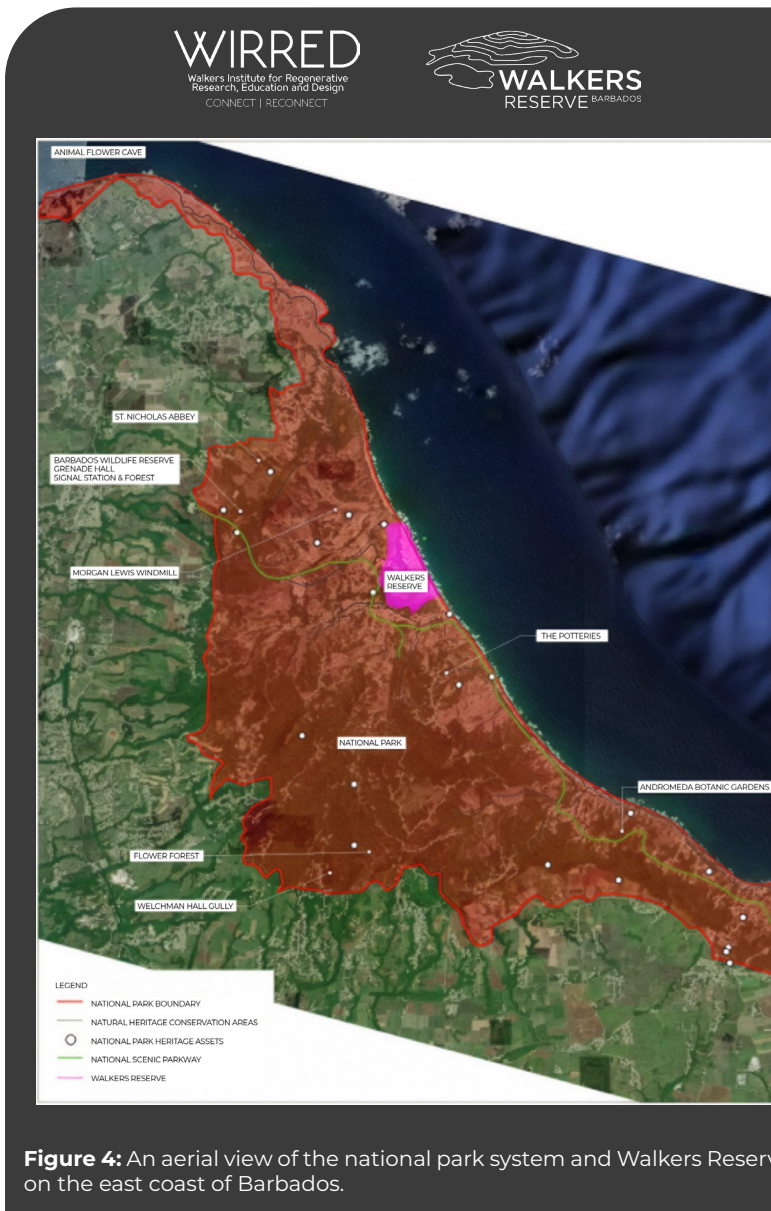 WIRRED
Walkers Institute for Regenerative
Research, Education and Design
CONNECT | RECONNECT
WALKERS
RESERVE BARBADOS
ANIMAL FLOWER CAVE
ST. NICHOLAS ABBEY
BARBADOS WILDLIFE RESERVE
GRENADE HALL
SIGNAL STATION & FOREST
MORGAN LEWIS WINDMILL
WALKERS
RESERVE
THE POTTERIES
NATIONAL PARK
ANDROMEDA BOTANIC GARDENS
FLOWER FOREST
WELCHMAN HALL GULLY
LEGEND
NATIONAL PARK BOUNDARY
NATURAL HERITAGE CONSERVATION AREAS
NATIONAL PARK HERITAGE ASSETS
NATIONAL SCENIC PARKWAY
WALKERS RESERVE
Figure 4: An aerial view of the national park system and Walkers Reserv
on the east coast of Barbados.